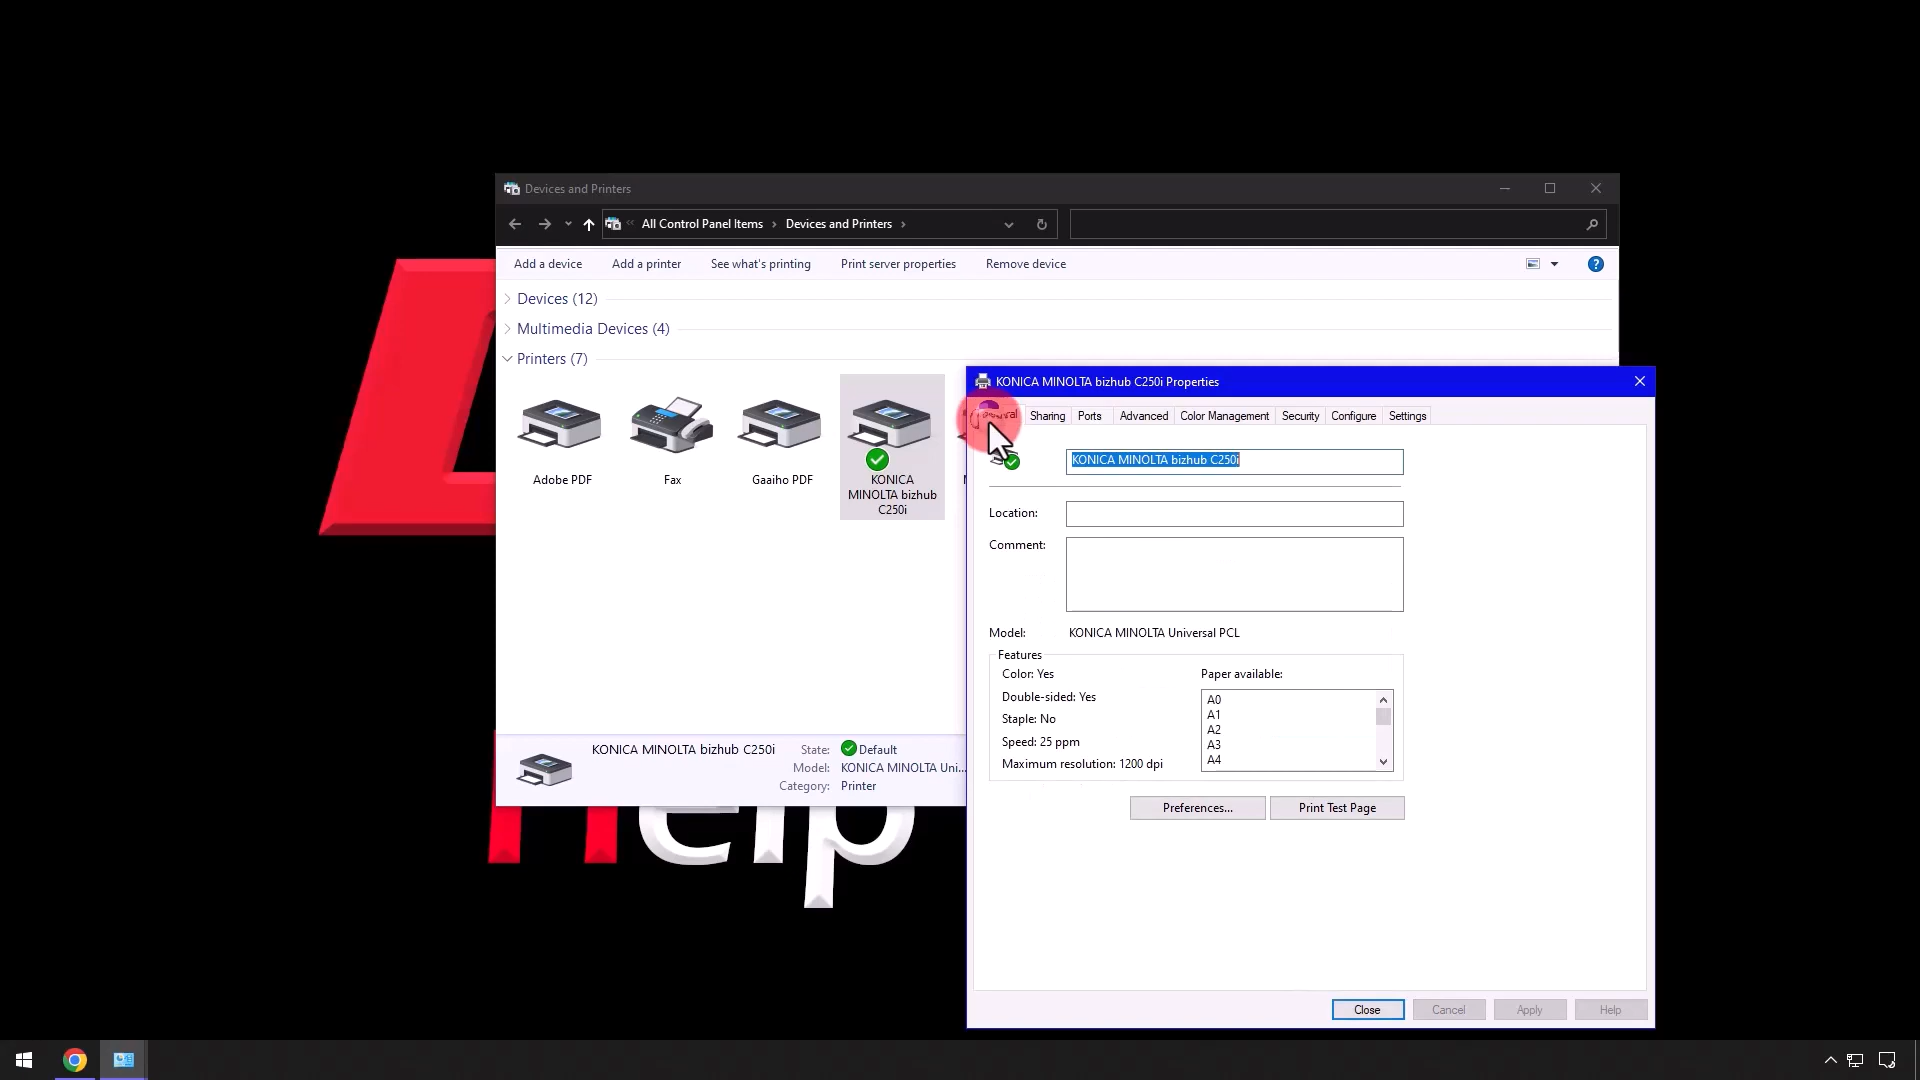 Devices and Printers
All Control Panel Items
Devices and Printers
Add a device
Add a printer
See what's printing
Print server properties
Remove device
?
Devices (12)
Multimedia Devices (4)
Printers (7)
Adobe PDF
Fax
Gaaiho PDF
KONICA
MINOLTA bizhub
C250i
KONICA MINOLTA bizhub C250i
State: Default
Model: KONICA MINOLTA Uni...
Category: Printer
KONICA MINOLTA bizhub C250i Properties
Sharing
Ports
Advanced
Color Management
Security
Configure
Settings
KONICA MINOLTA bizhub C250i
Location:
Comment:
Model: KONICA MINOLTA Universal PCL
Features
Color: Yes
Double-sided: Yes
Staple: No
Speed: 25 ppm
Maximum resolution: 1200 dpi
Paper available:
A0
A1
A2
A3
A4
Preferences...
Print Test Page
Close
Cancel
Apply
Help
Help